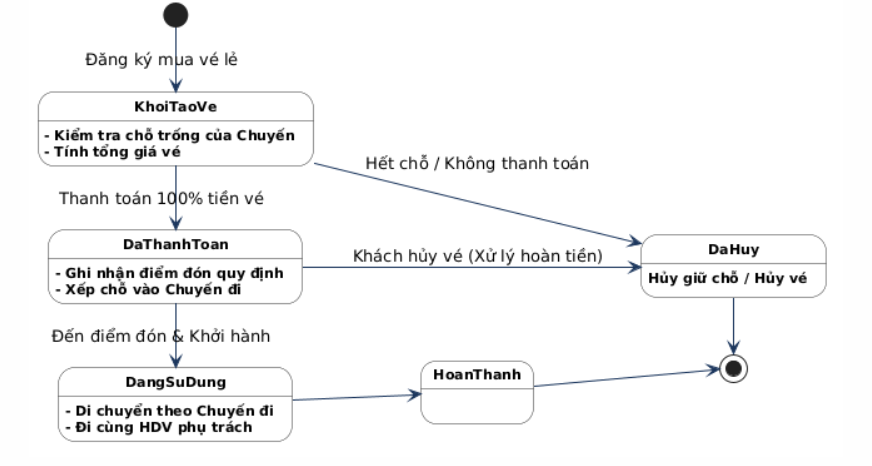 Đăng ký mua vé lẻ
KhoiTaoVe
- Kiểm tra chỗ trống của Chuyến
- Tính tổng giá vé
Hết chỗ / Không thanh toán
Thanh toán 100% tiền vé
DaThanhToan
- Ghi nhận điểm đón quy định
- Xếp chỗ vào Chuyến đi
Khách hủy vé (Xử lý hoàn tiền)
DaHuy
Hủy giữ chỗ / Hủy vé
Đến điểm đón & Khởi hành
DangSuDung
- Di chuyển theo Chuyến đi
- Đi cùng HDV phụ trách
HoanThanh